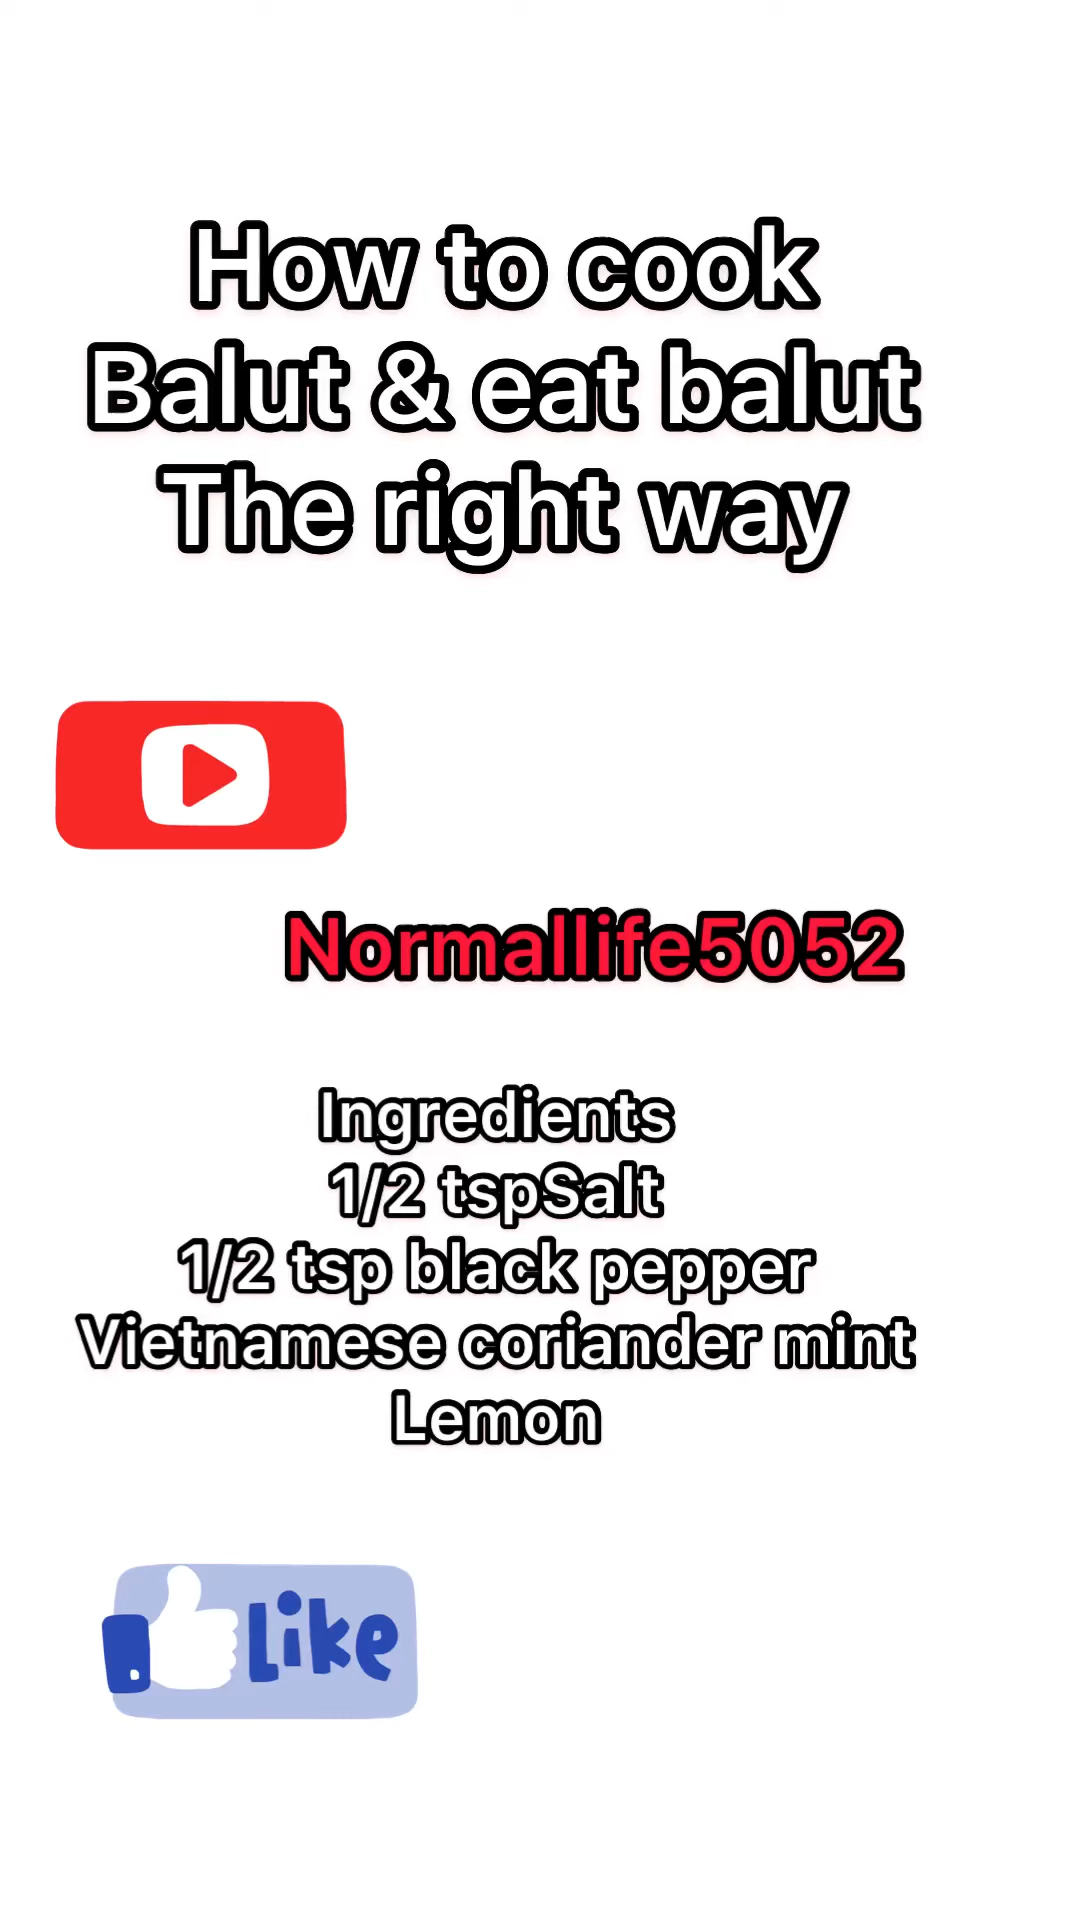 How to cook
Balut & eat balut
The right way
Normallife5052
Ingredients
1/2 tspSalt
1/2 tsp black pepper
Vietnamese coriander mint
Lemon
Like